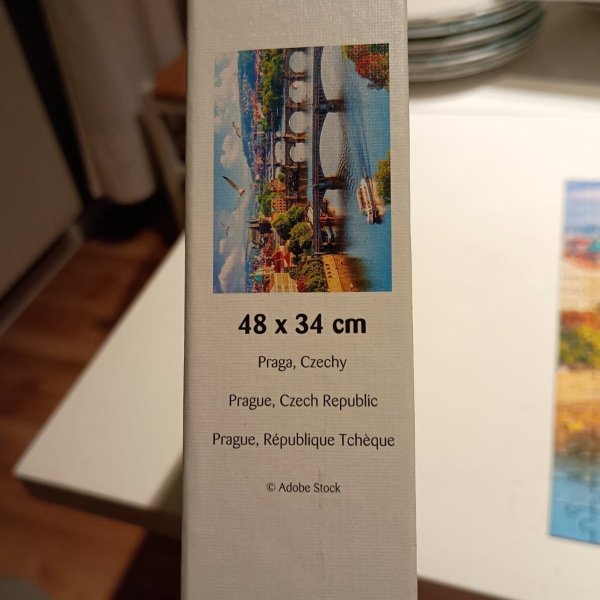 48 x 34 cm
Praga, Czechy
Prague, Czech Republic
Prague, République Tchèque
© Adobe Stock